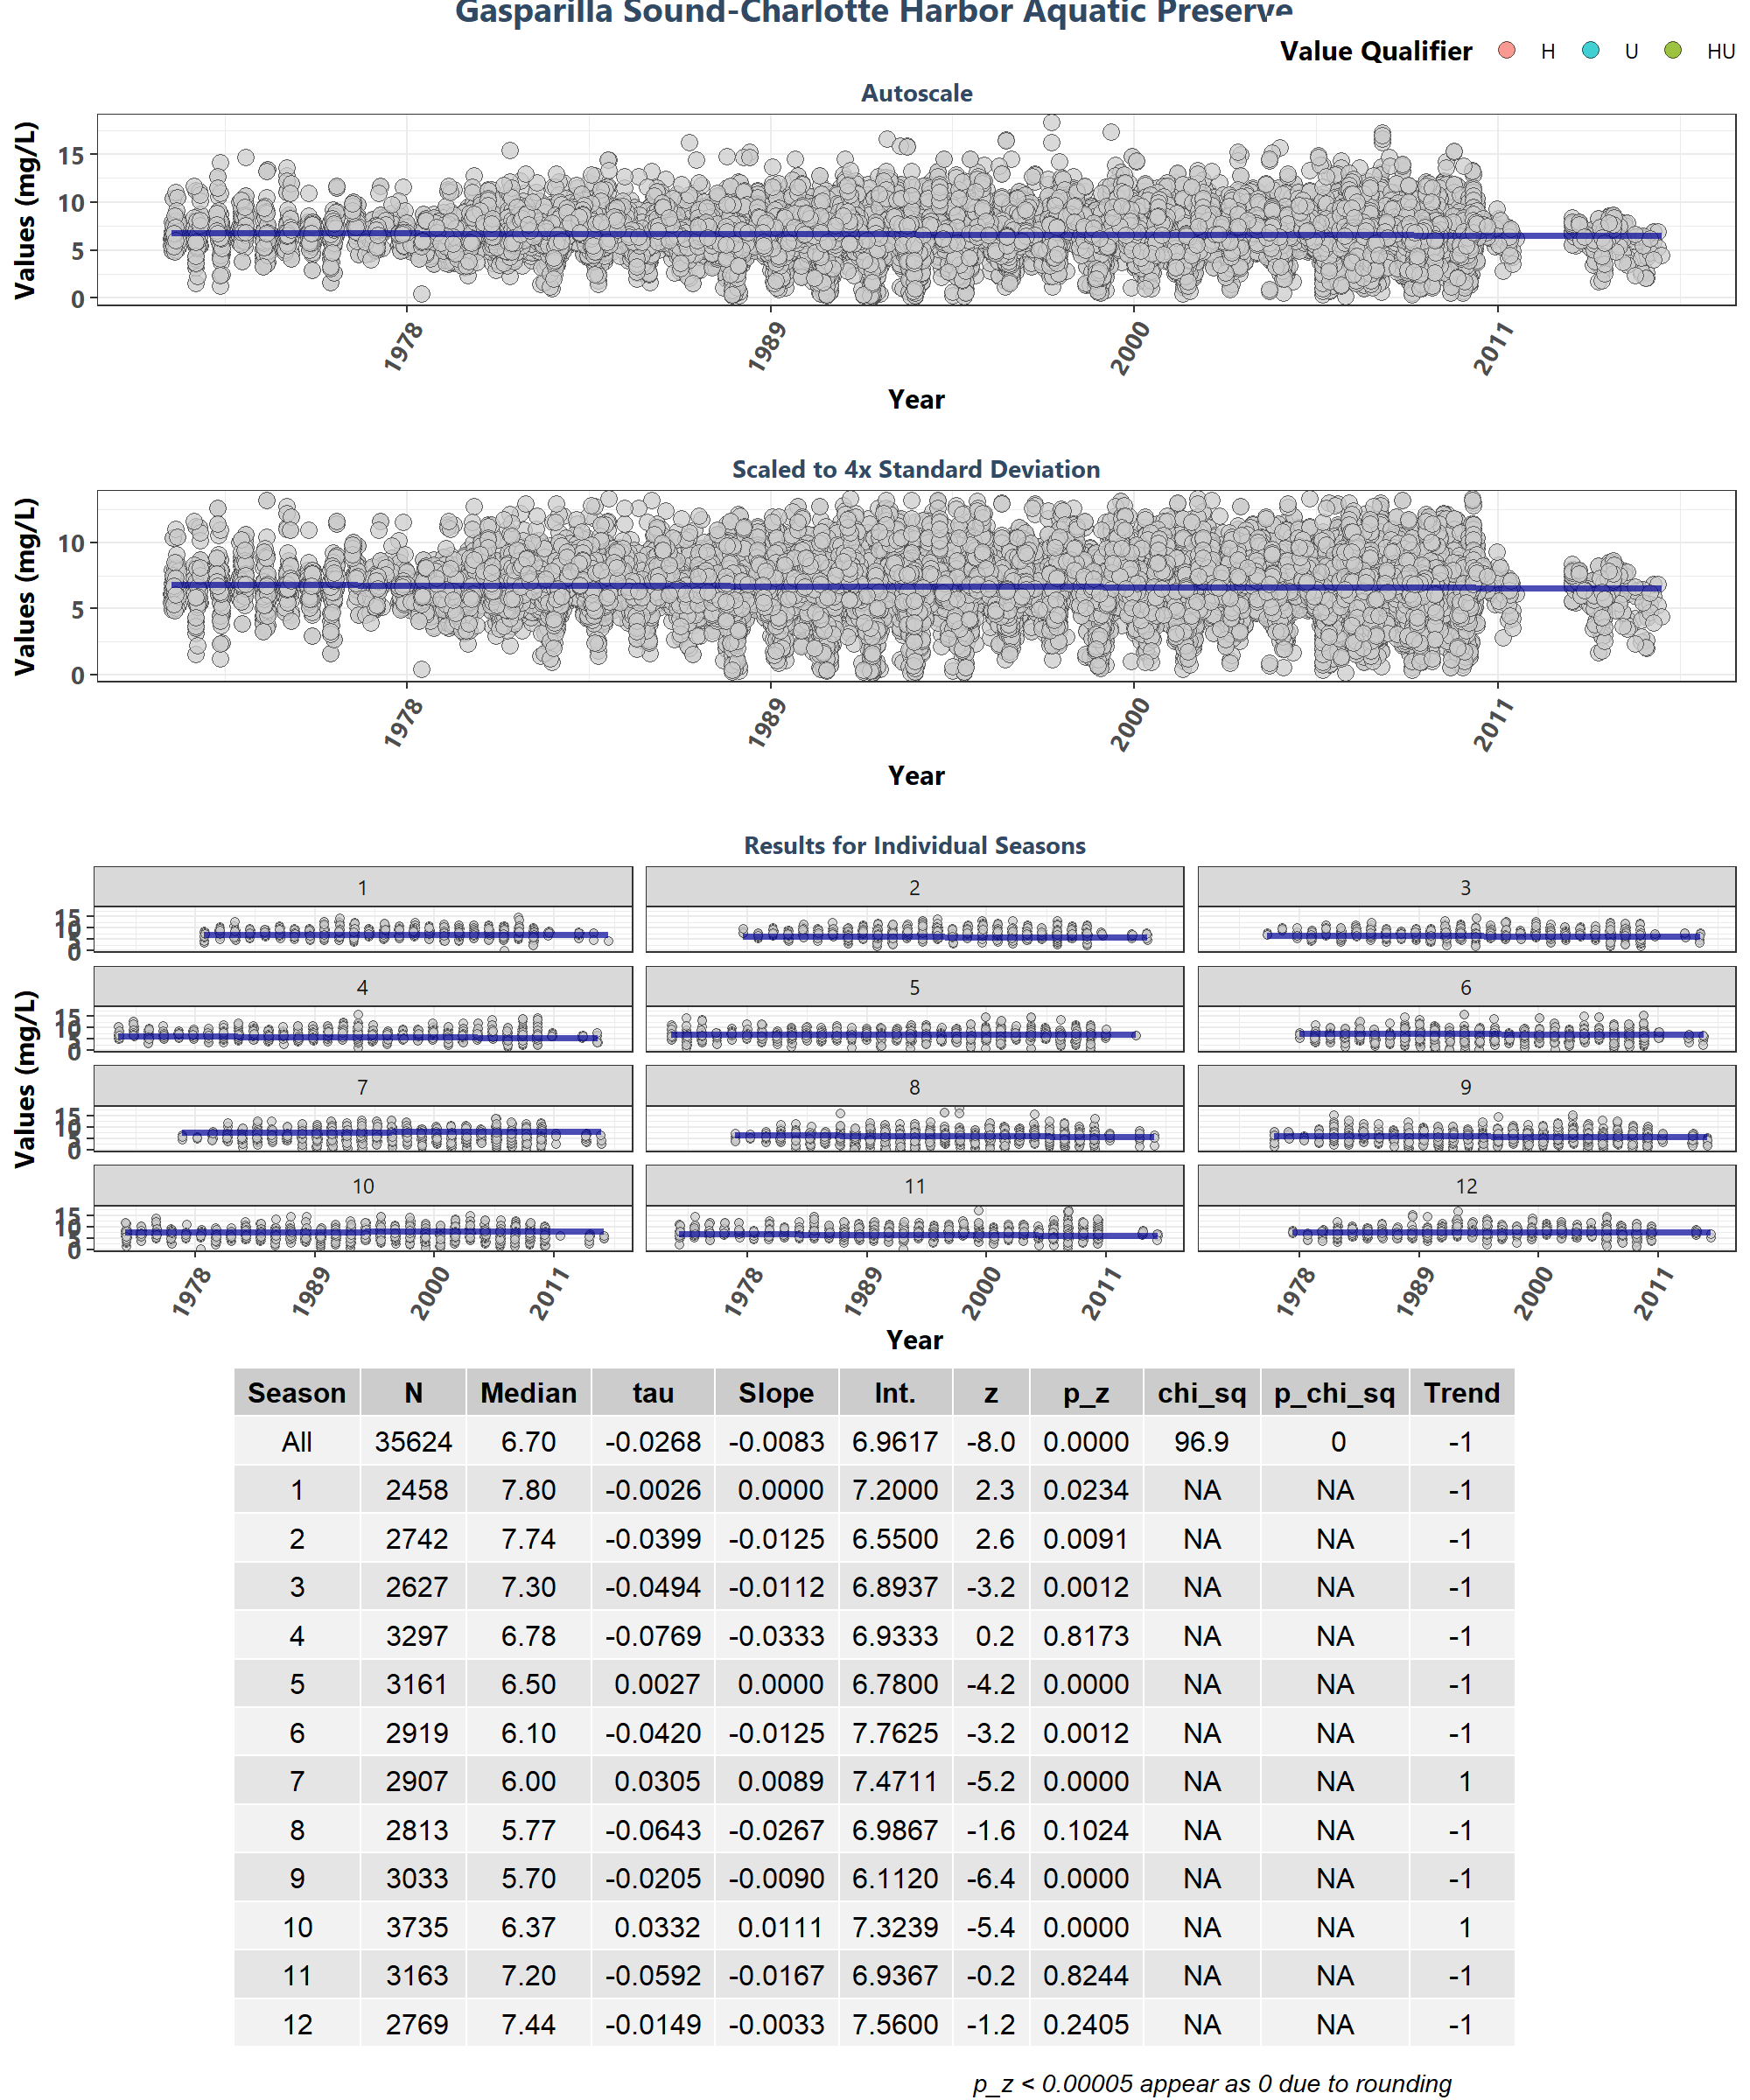 Gasparilla Sound-Charlotte Harbor Aquatic Preserve
Value Qualifier H U HU
Autoscale
Values (mg/L)
15
10
5
0
1978 1989 2000 2011
Year
Scaled to 4x Standard Deviation
Values (mg/L)
10
5
0
1978 1989 2000 2011
Year
Results for Individual Seasons
Values (mg/L)
1 2 3
15
10
5
0
4 5 6
15
10
5
0
7 8 9
15
10
5
0
10 11 12
15
10
5
0
1978 1989 2000 2011 1978 1989 2000 2011 1978 1989 2000 2011
Year
Season N Median tau Slope Int. z p_z chi_sq p_chi_sq Trend
All 35624 6.70 -0.0268 -0.0083 6.9617 -8.0 0.0000 96.9 0 -1
1 2458 7.80 -0.0026 0.0000 7.2000 2.3 0.0234 NA NA -1
2 2742 7.74 -0.0399 -0.0125 6.5500 2.6 0.0091 NA NA -1
3 2627 7.30 -0.0494 -0.0112 6.8937 -3.2 0.0012 NA NA -1
4 3297 6.78 -0.0769 -0.0333 6.9333 0.2 0.8173 NA NA -1
5 3161 6.50 0.0027 0.0000 6.7800 -4.2 0.0000 NA NA -1
6 2919 6.10 -0.0420 -0.0125 7.7625 -3.2 0.0012 NA NA -1
7 2907 6.00 0.0305 0.0089 7.4711 -5.2 0.0000 NA NA 1
8 2813 5.77 -0.0643 -0.0267 6.9867 -1.6 0.1024 NA NA -1
9 3033 5.70 -0.0205 -0.0090 6.1120 -6.4 0.0000 NA NA -1
10 3735 6.37 0.0332 0.0111 7.3239 -5.4 0.0000 NA NA 1
11 3163 7.20 -0.0592 -0.0167 6.9367 -0.2 0.8244 NA NA -1
12 2769 7.44 -0.0149 -0.0033 7.5600 -1.2 0.2405 NA NA -1
p_z < 0.00005 appear as 0 due to rounding